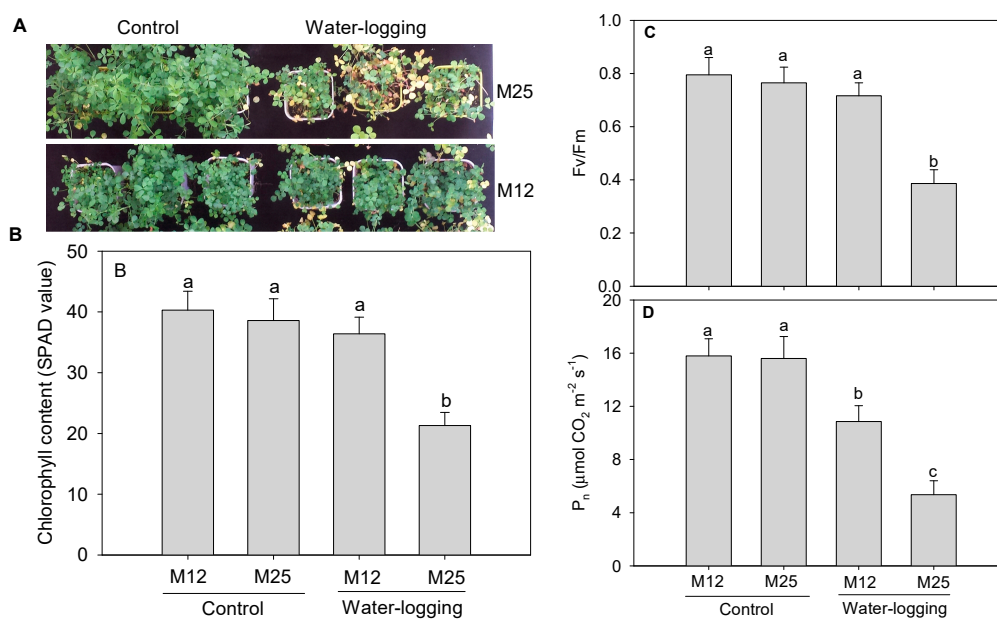 A
Control
Water-logging
M25
M12
B
B
Chlorophyll content (SPAD value)
50
40
30
20
10
0
a
a
a
b
M12
M25
M12
M25
Control
Water-logging
C
Fv/Fm
1.0
0.8
0.6
0.4
0.2
0.0
a
a
a
b
D
Pn (μmol CO2 m-2 s-1)
20
16
12
8
4
0
a
a
b
c
M12
M25
M12
M25
Control
Water-logging